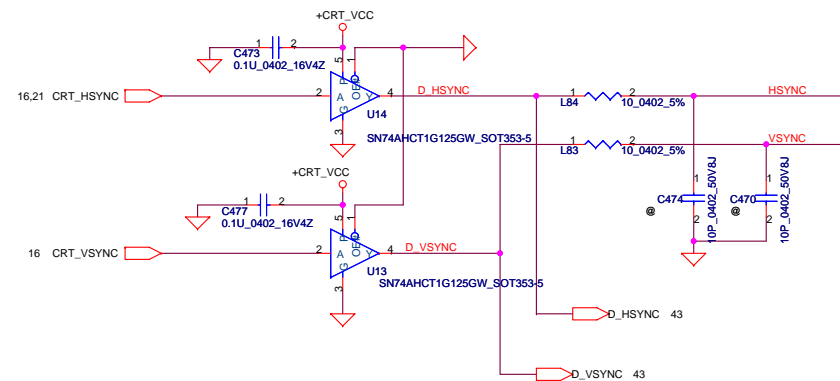 +CRT_VCC
1 2
C473
0.1U_0402_16V4Z
5 1
P OE#
16,21 CRT_HSYNC 2 A Y 4 D_HSYNC 1 2 HSYNC
G
U14
L84 10_0402_5%
3
SN74AHCT1G125GW_SOT353-5
1 2 VSYNC
L83 10_0402_5%
+CRT_VCC
1 2
C477
0.1U_0402_16V4Z
5 1
P OE#
16 CRT_VSYNC 2 A Y 4 D_VSYNC
G
U13
3
SN74AHCT1G125GW_SOT353-5
1
C474
@
2
10P_0402_50V8J
1
C470
@
2
10P_0402_50V8J
D_HSYNC 43
D_VSYNC 43